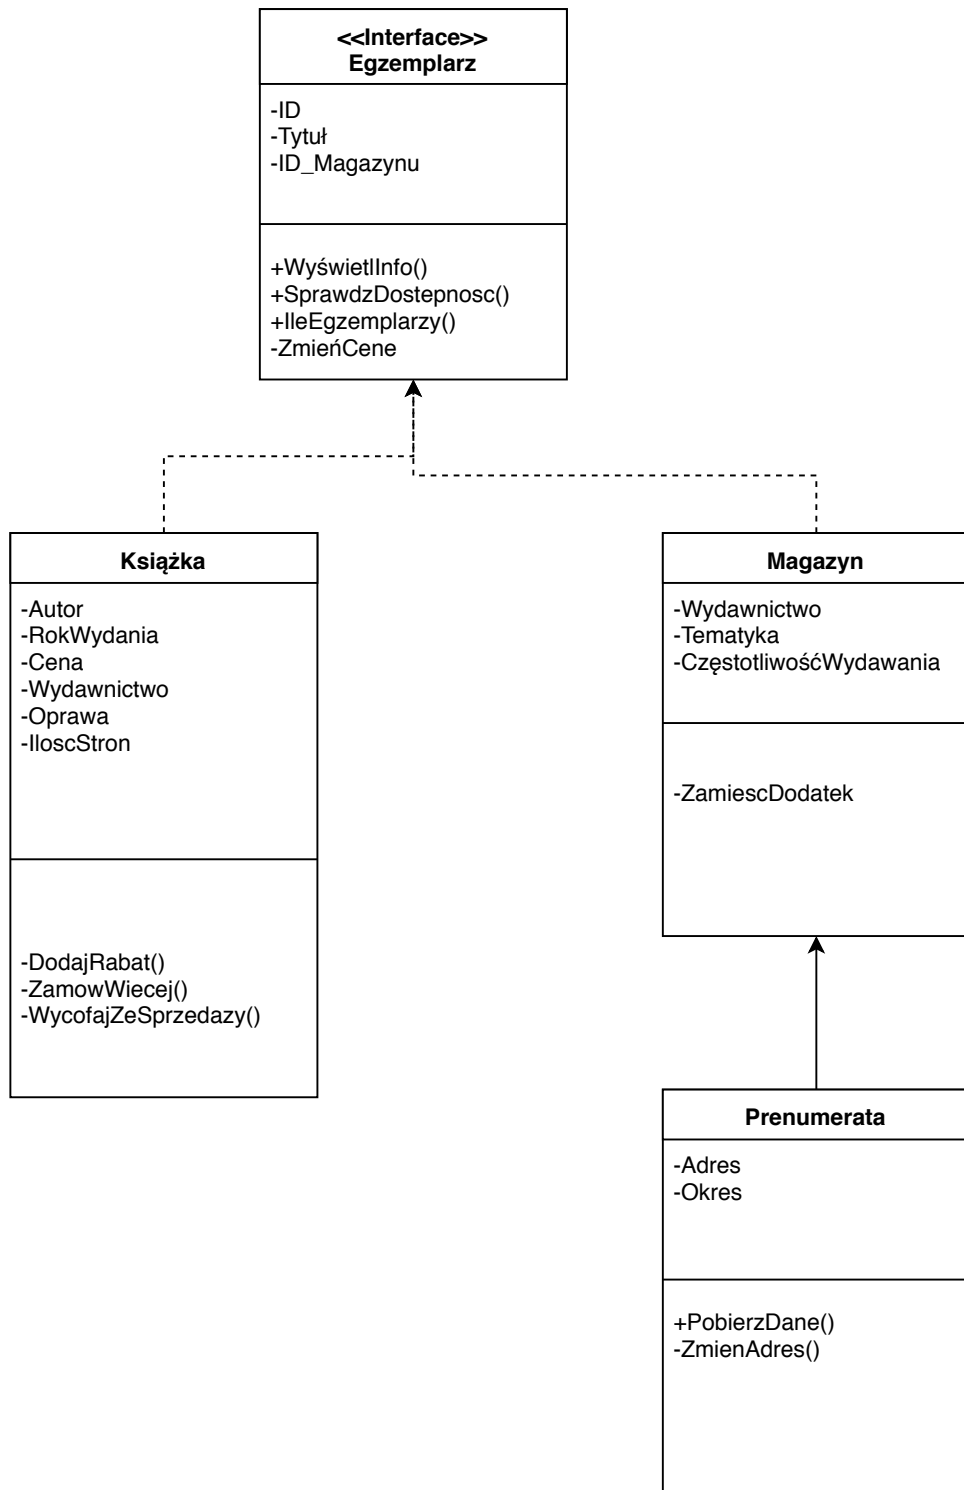 <<Interface>>
Egzemplarz
-ID
-Tytuł
-ID_Magazynu
+WyświetlInfo()
+SprawdzDostepnosc()
+IleEgzemplarzy()
-ZmieńCene
Książka
-Autor
-RokWydania
-Cena
-Wydawnictwo
-Oprawa
-IloscStron
-DodajRabat()
-ZamowWiecej()
-WycofajZeSprzedazy()
Magazyn
-Wydawnictwo
-Tematyka
-CzęstotliwośćWydawania
-ZamiescDodatek
Prenumerata
-Adres
-Okres
+PobierzDane()
-ZmienAdres()